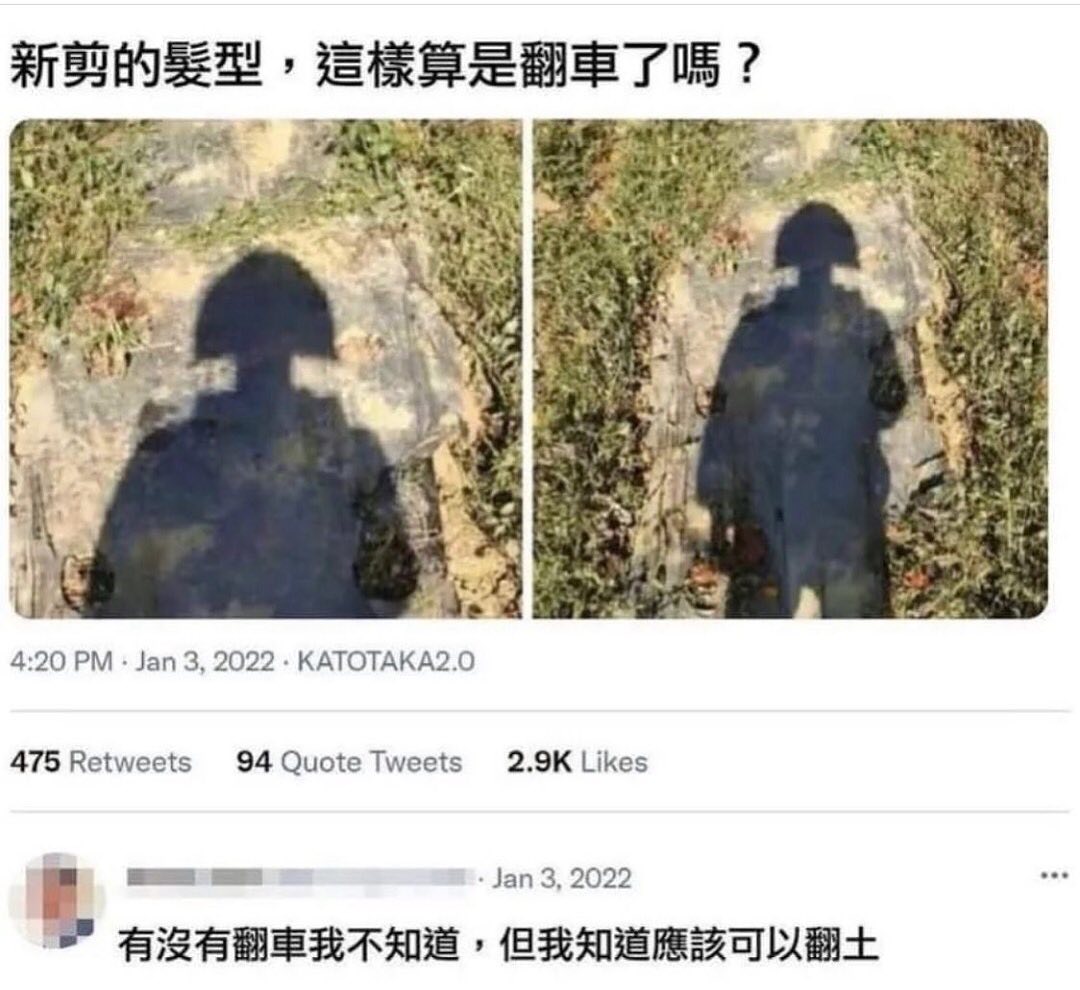 新剪的髮型，這樣算是翻車了嗎？
4:20 PM · Jan 3, 2022 · KATOTAKA2.0
475 Retweets 94 Quote Tweets 2.9K Likes
· Jan 3, 2022
有沒有翻車我不知道，但我知道應該可以翻土